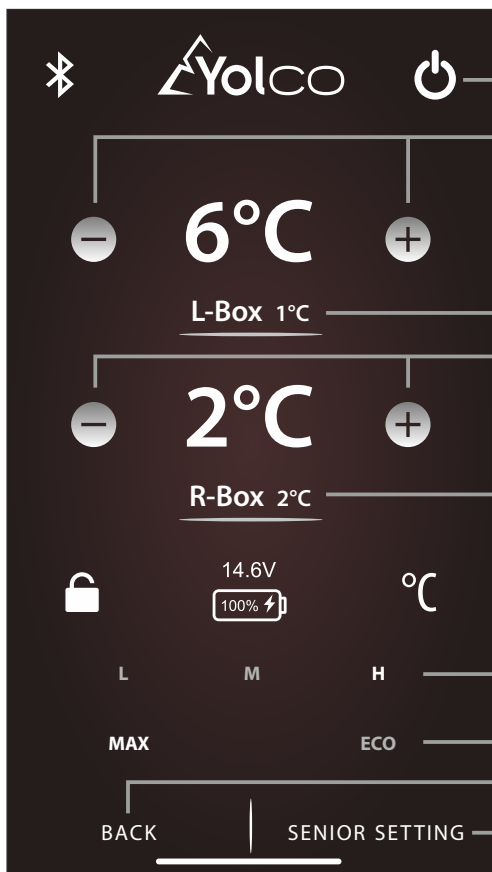 Yolco
− 6°C +
L-Box 1°C
− 2°C +
R-Box 2°C
14.6V
100% °C
L M H
MAX ECO
BACK SENIOR SETTING